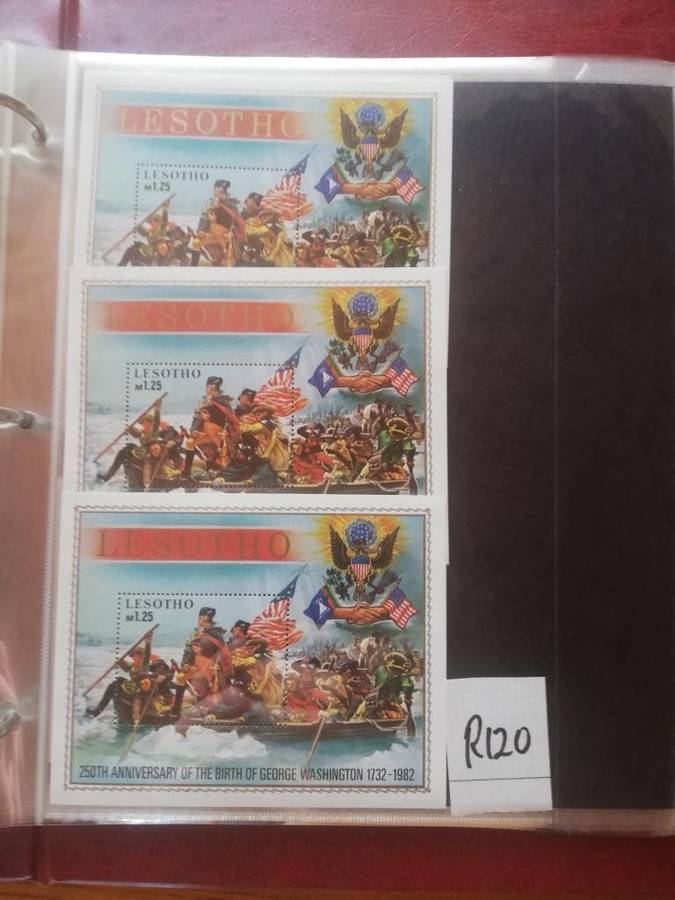 LESOTHO
LESOTHO
M1.25
LESOTHO
LESOTHO
M1.25
LESOTHO
LESOTHO
M1.25
250TH ANNIVERSARY OF THE BIRTH OF GEORGE WASHINGTON 1732-1982
R120